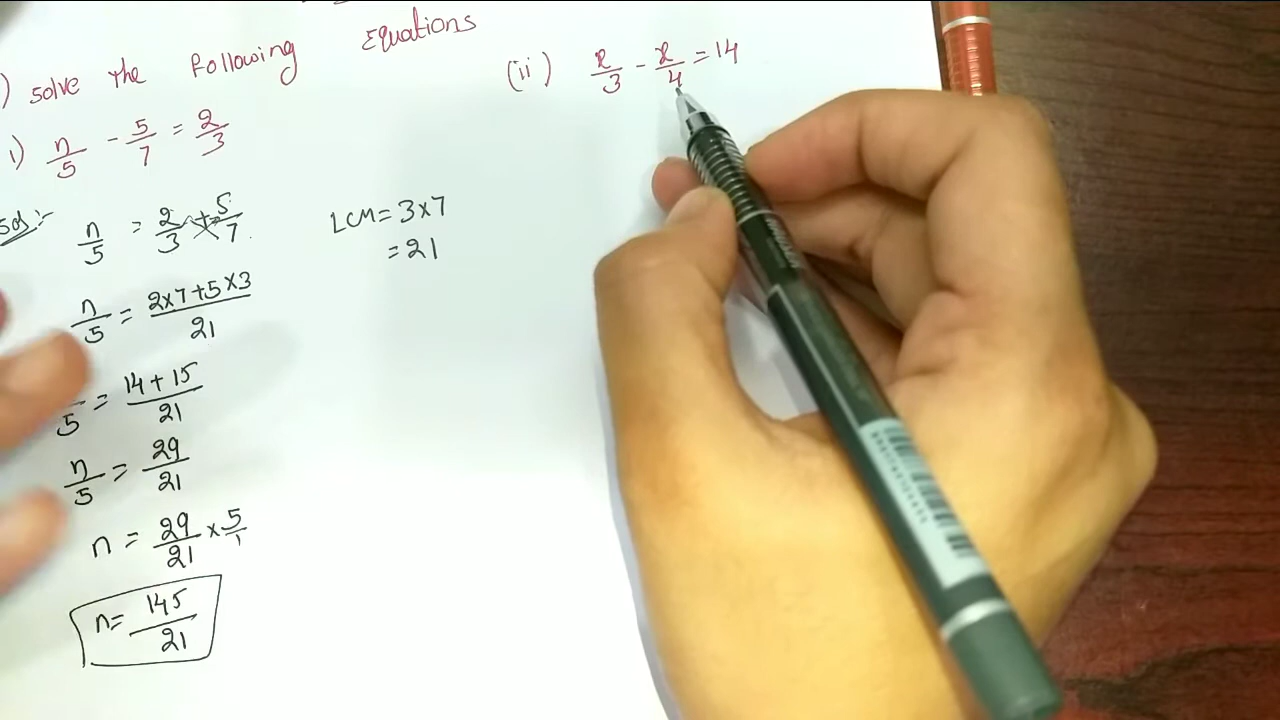 ) solve the following Equations
i) n/5 - 5/7 = 2/3
Sol:-
n/5 = 2/3 + 5/7
LCM = 3×7
= 21
n/5 = 2×7+5×3/21
5 = 14+15/21
n/5 = 29/21
n = 29/21 × 5/1
n = 145/21
(ii) x/3 - x/4 = 14